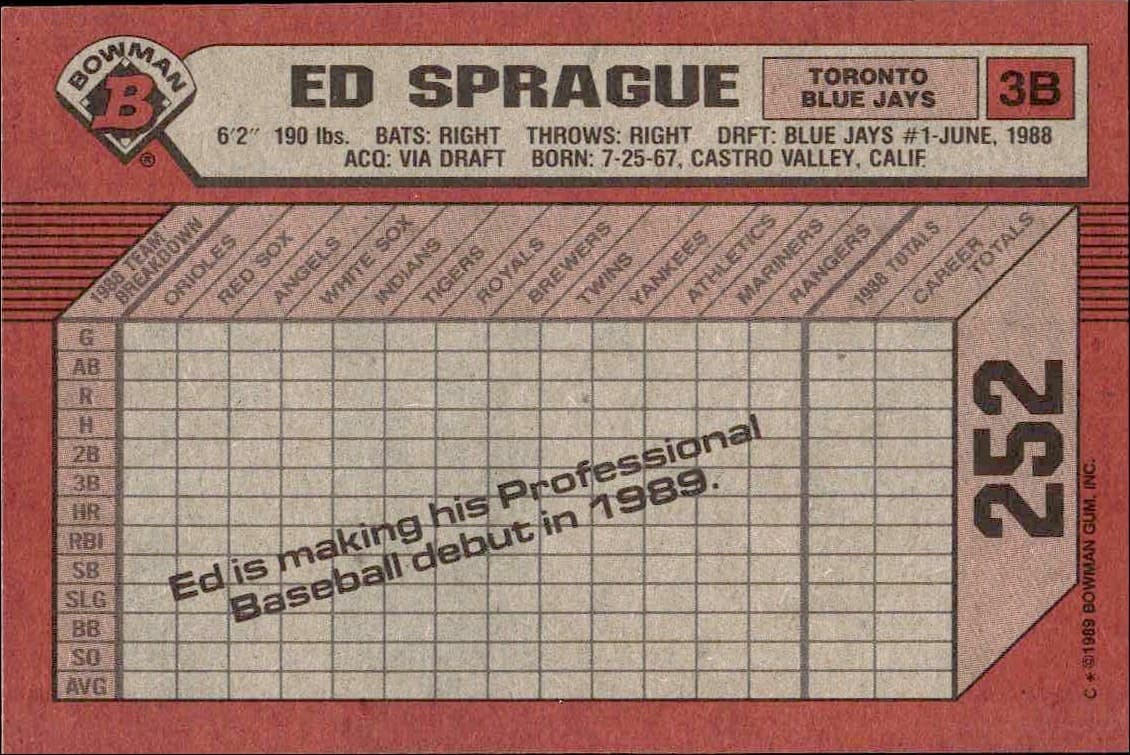 BOWMAN
B
®
ED SPRAGUE
TORONTO
BLUE JAYS
3B
6'2" 190 lbs. BATS: RIGHT THROWS: RIGHT DRFT: BLUE JAYS #1-JUNE, 1988
ACQ: VIA DRAFT BORN: 7-25-67, CASTRO VALLEY, CALIF.
1988 TEAM
BREAKDOWN
ORIOLES
RED SOX
ANGELS
WHITE SOX
INDIANS
TIGERS
ROYALS
BREWERS
TWINS
YANKEES
ATHLETICS
MARINERS
RANGERS
1988 TOTALS
CAREER
TOTALS
G
AB
R
H
2B
3B
HR
RBI
SB
SLG
BB
SO
AVG
Ed is making his Professional
Baseball debut in 1989.
252
C * ©1989 BOWMAN GUM, INC.